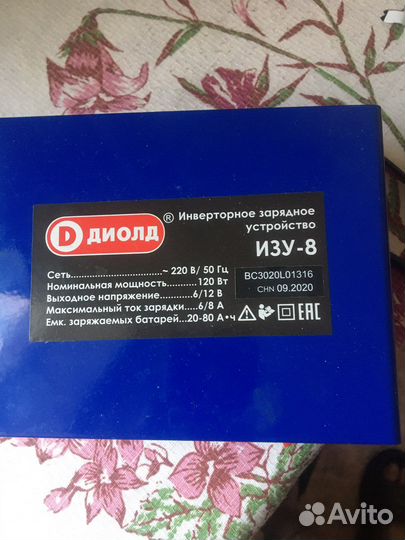 D ДИОЛД ®
Инверторное зарядное
устройство
ИЗУ-8
Сеть..................................~ 220 В/ 50 Гц
Номинальная мощность..........120 Вт
Выходное напряжение...........6/12 В
Максимальный ток зарядки.....6/8 А
Емк. заряжаемых батарей..20-80 А•ч
BC3020L01316
CHN 09.2020
EAC
Avito